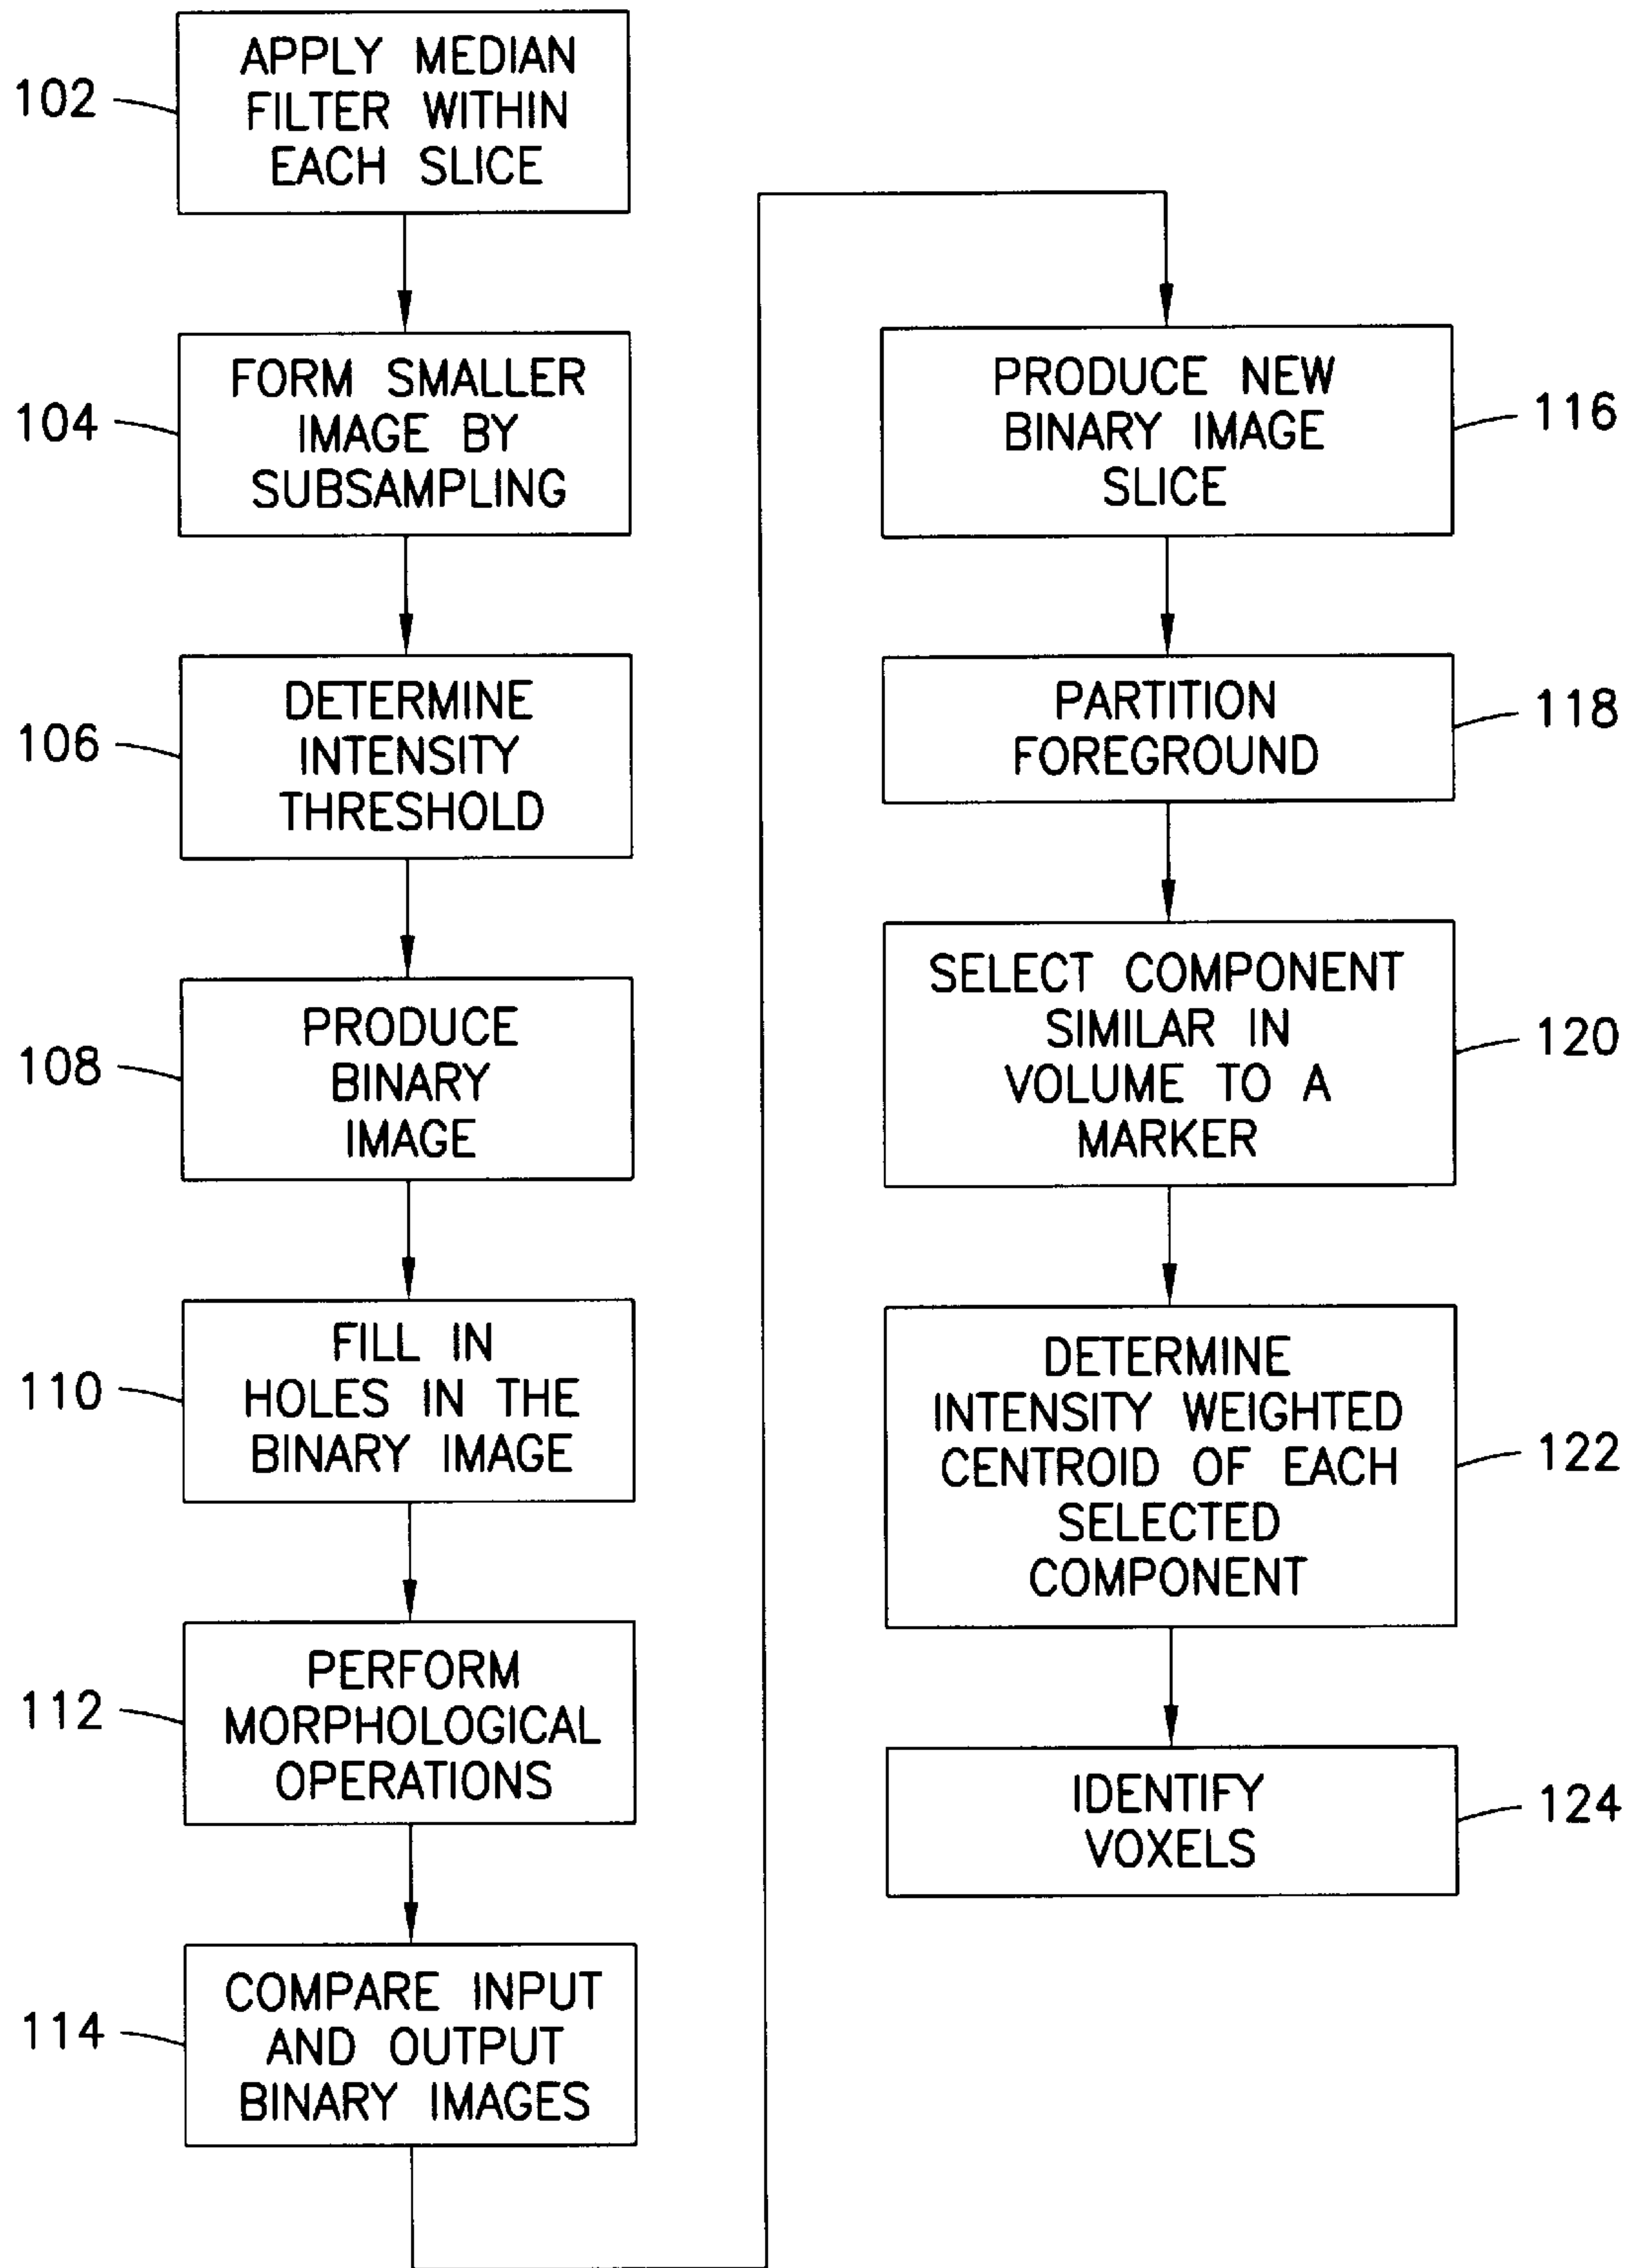 102
APPLY MEDIAN
FILTER WITHIN
EACH SLICE
104
FORM SMALLER
IMAGE BY
SUBSAMPLING
106
DETERMINE
INTENSITY
THRESHOLD
108
PRODUCE
BINARY
IMAGE
110
FILL IN
HOLES IN THE
BINARY IMAGE
112
PERFORM
MORPHOLOGICAL
OPERATIONS
114
COMPARE INPUT
AND OUTPUT
BINARY IMAGES
PRODUCE NEW
BINARY IMAGE
SLICE
116
PARTITION
FOREGROUND
118
SELECT COMPONENT
SIMILAR IN
VOLUME TO A
MARKER
120
DETERMINE
INTENSITY WEIGHTED
CENTROID OF EACH
SELECTED
COMPONENT
122
IDENTIFY
VOXELS
124